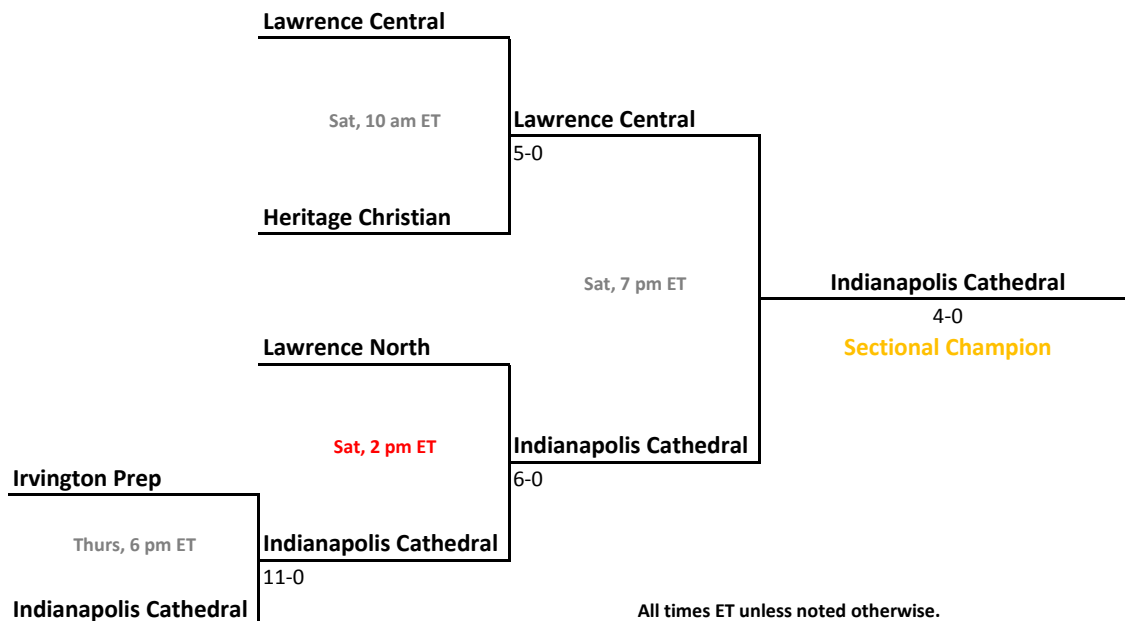 Lawrence Central
Sat, 10 am ET
Lawrence Central
5-0
Heritage Christian
Sat, 7 pm ET
Indianapolis Cathedral
4-0
Sectional Champion
Lawrence North
Sat, 2 pm ET
Indianapolis Cathedral
6-0
Irvington Prep
Thurs, 6 pm ET
Indianapolis Cathedral
11-0
Indianapolis Cathedral
All times ET unless noted otherwise.